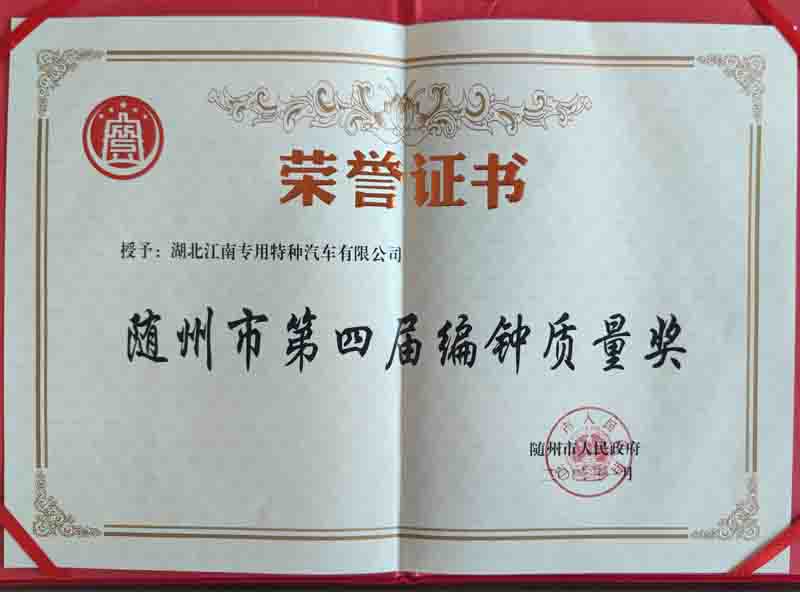 荣誉证书
授予：湖北江南专用特种汽车有限公司
随州市第四届编钟质量奖
随州市人民政府